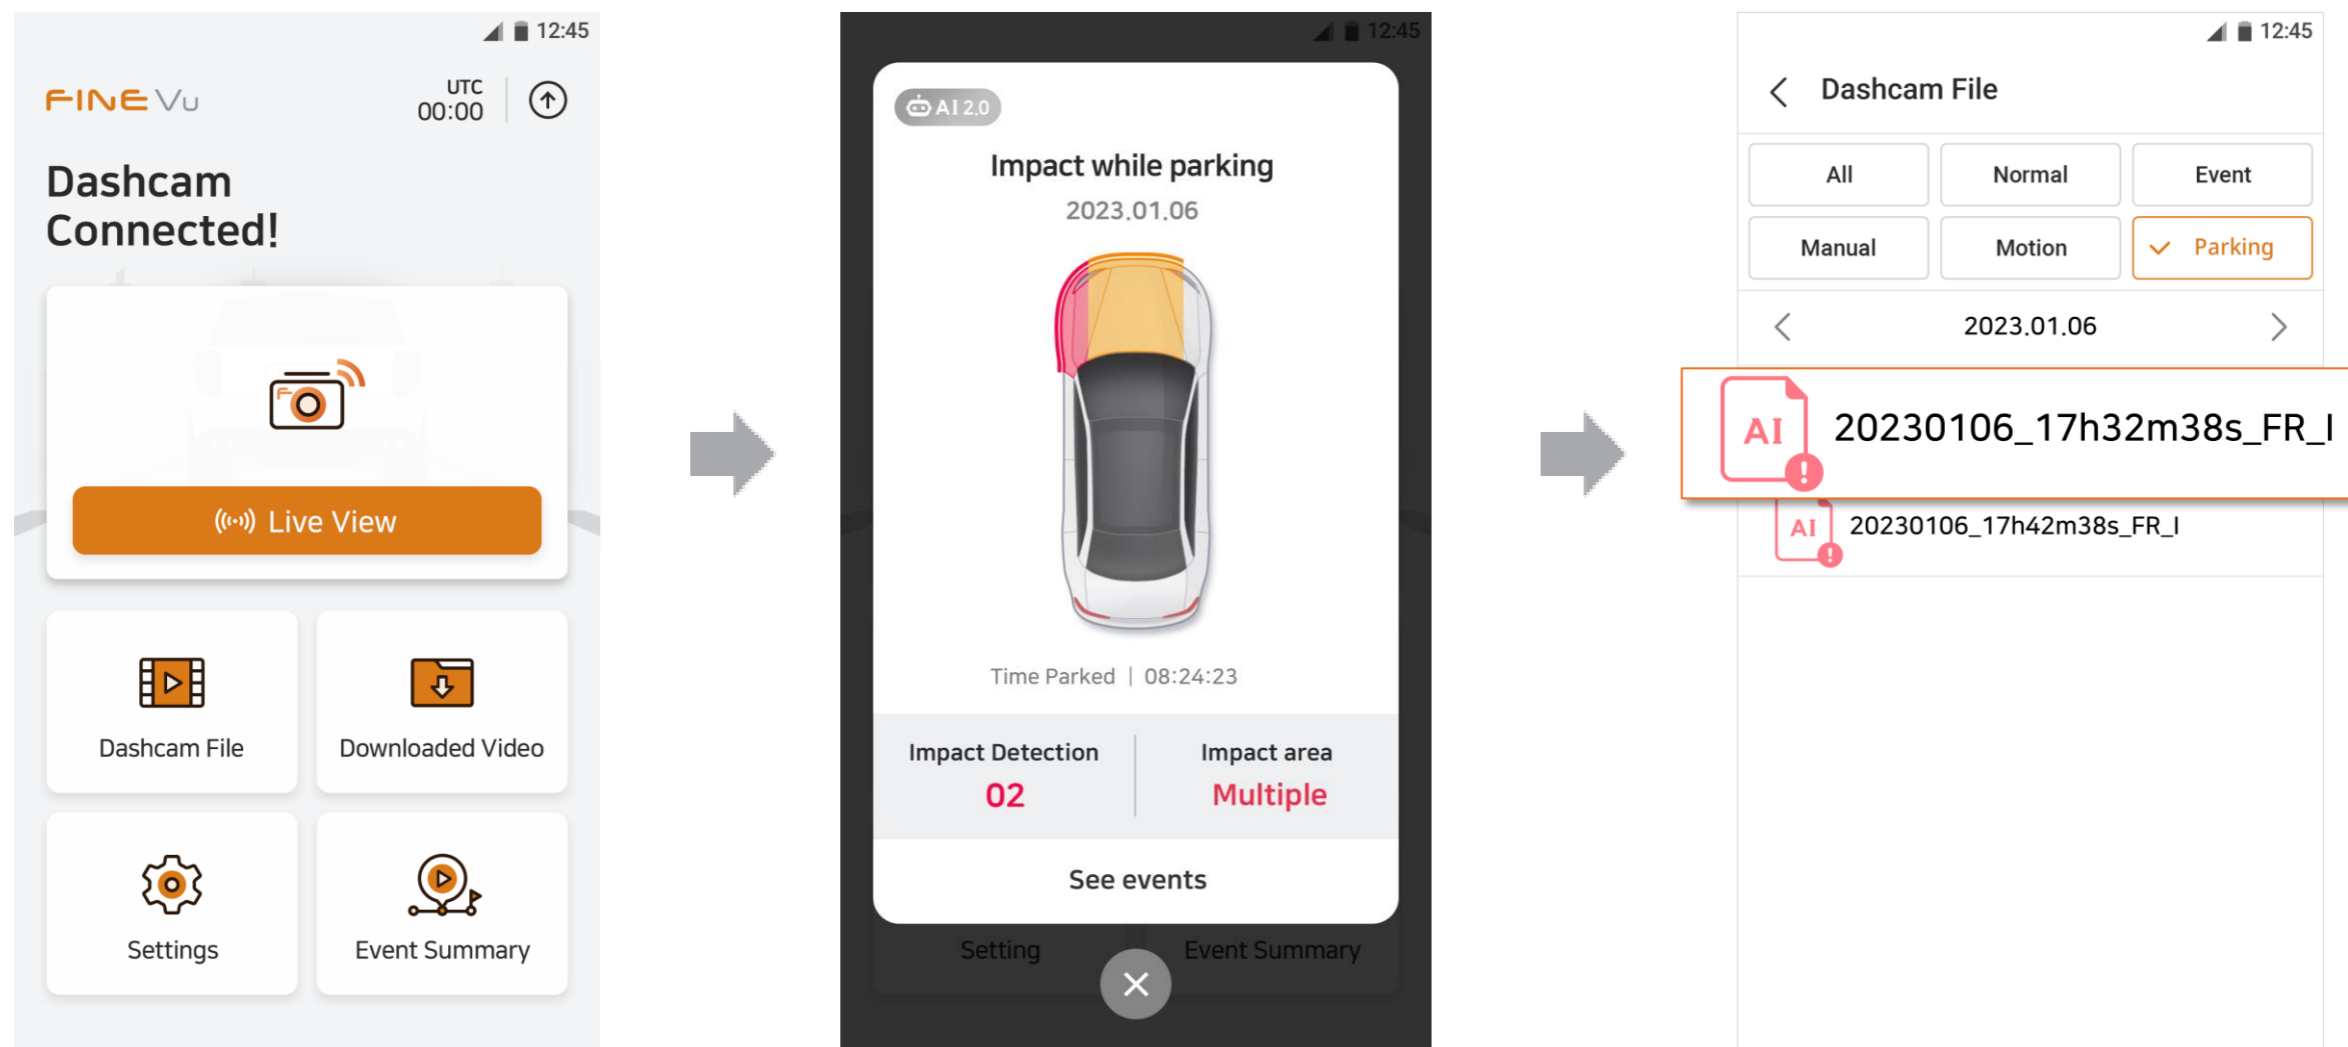 12:45
FINEVu
UTC
00:00
Dashcam
Connected!
Live View
Dashcam File
Downloaded Video
Settings
Event Summary
12:45
AI 2.0
Impact while parking
2023.01.06
Time Parked | 08:24:23
Impact Detection
Impact area
02
Multiple
See events
Setting
Event Summary
12:45
Dashcam File
All
Normal
Event
Manual
Motion
Parking
2023.01.06
AI
20230106_17h32m38s_FR_I
AI
20230106_17h42m38s_FR_I